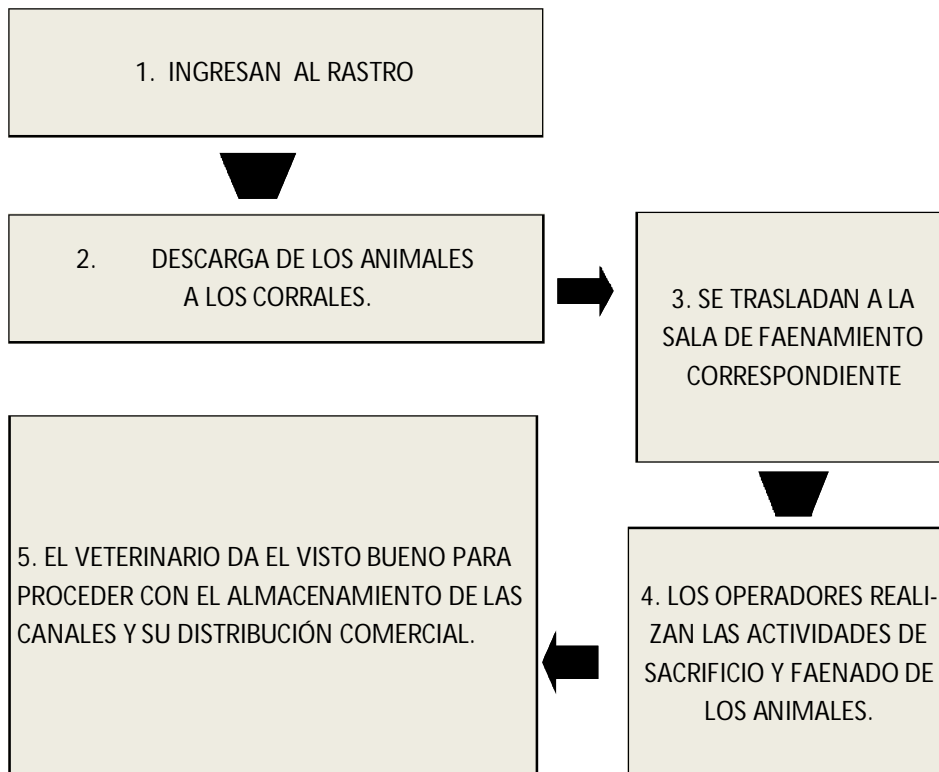 1. INGRESAN AL RASTRO
2. DESCARGA DE LOS ANIMALES
A LOS CORRALES.
3. SE TRASLADAN A LA
SALA DE FAENAMIENTO
CORRESPONDIENTE
4. LOS OPERADORES REALI-
ZAN LAS ACTIVIDADES DE
SACRIFICIO Y FAENADO DE
LOS ANIMALES.
5. EL VETERINARIO DA EL VISTO BUENO PARA
PROCEDER CON EL ALMACENAMIENTO DE LAS
CANALES Y SU DISTRIBUCIÓN COMERCIAL.